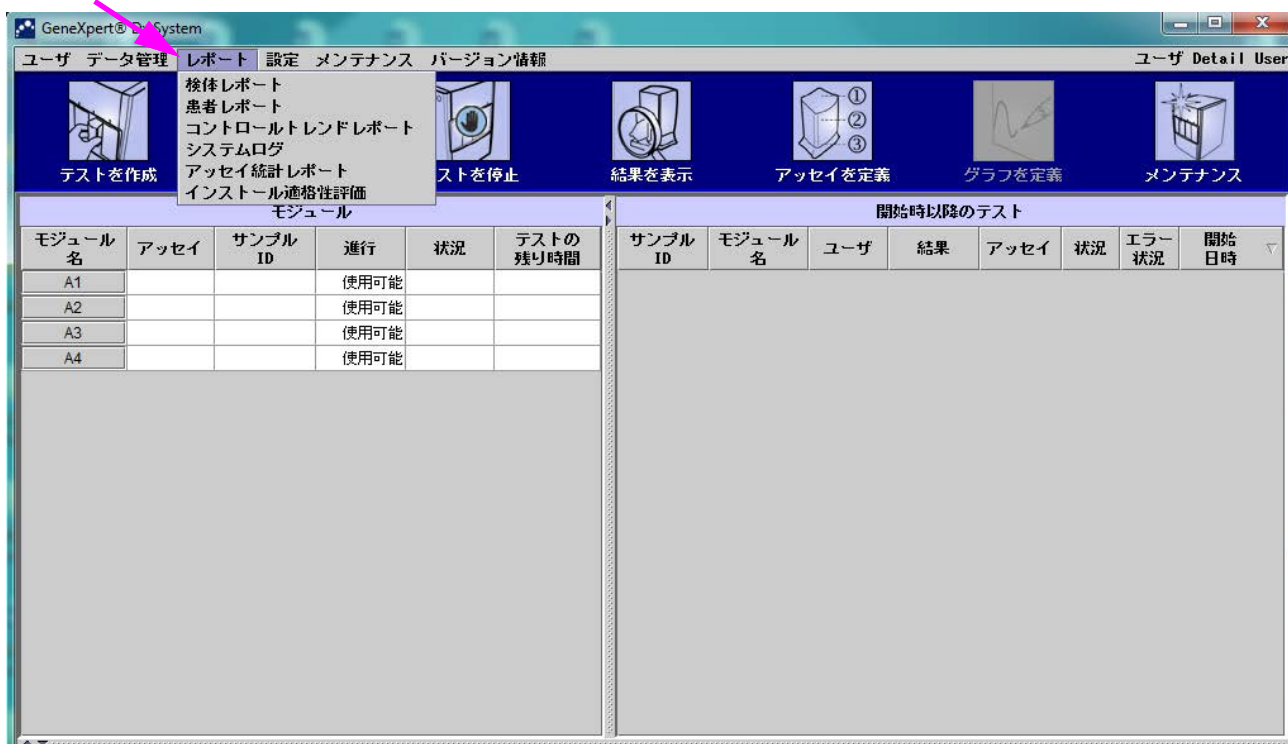 GeneXpert® Dx System
ユーザ データ管理 レポート 設定 メンテナンス バージョン情報 ユーザ Detail User
検体レポート
患者レポート
コントロールトレンドレポート
システムログ
アッセイ統計レポート
インストール適格性評価
テストを作成 ストを停止 結果を表示 アッセイを定義 グラフを定義 メンテナンス
①
②
③
モジュール
モジュール名 アッセイ サンプルID 進行 状況 テストの残り時間
A1 使用可能
A2 使用可能
A3 使用可能
A4 使用可能
開始時以降のテスト
サンプルID モジュール名 ユーザ 結果 アッセイ 状況 エラー状況 開始日時